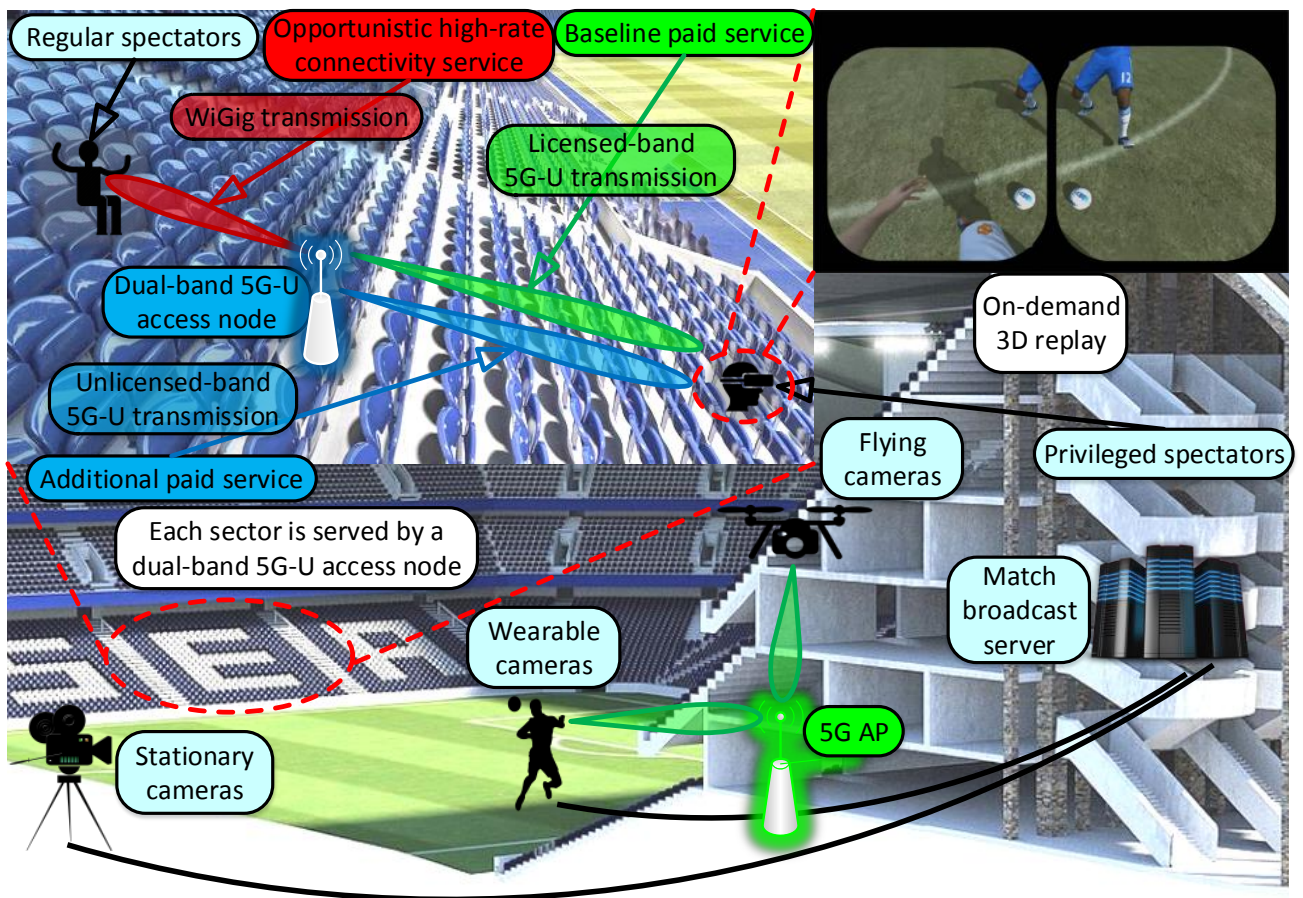 Regular spectators
Opportunistic high-rate
connectivity service
Baseline paid service
WiGig transmission
Licensed-band
5G-U transmission
Dual-band 5G-U
access node
Unlicensed-band
5G-U transmission
Additional paid service
12
On-demand
3D replay
Privileged spectators
Flying
cameras
Each sector is served by a
dual-band 5G-U access node
SER
Wearable
cameras
Match
broadcast
server
Stationary
cameras
5G AP